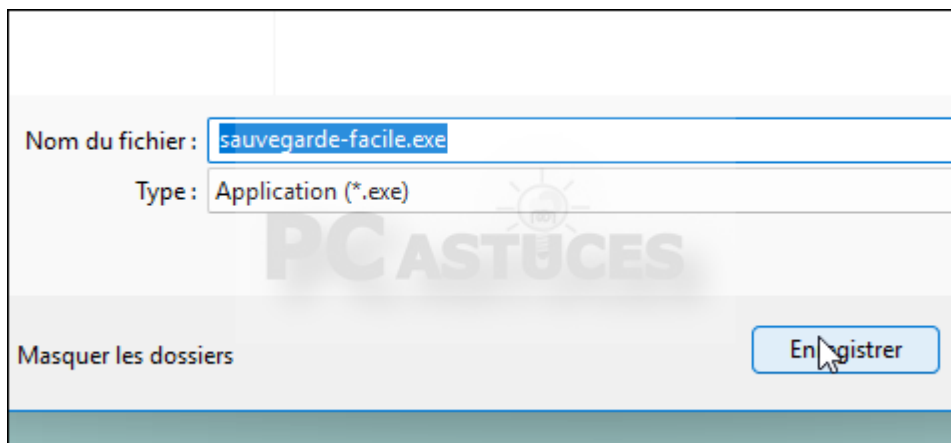 Nom du fichier : sauvegarde-facile.exe
Type : Application (*.exe)
PC ASTUCES
Masquer les dossiers
Enregistrer